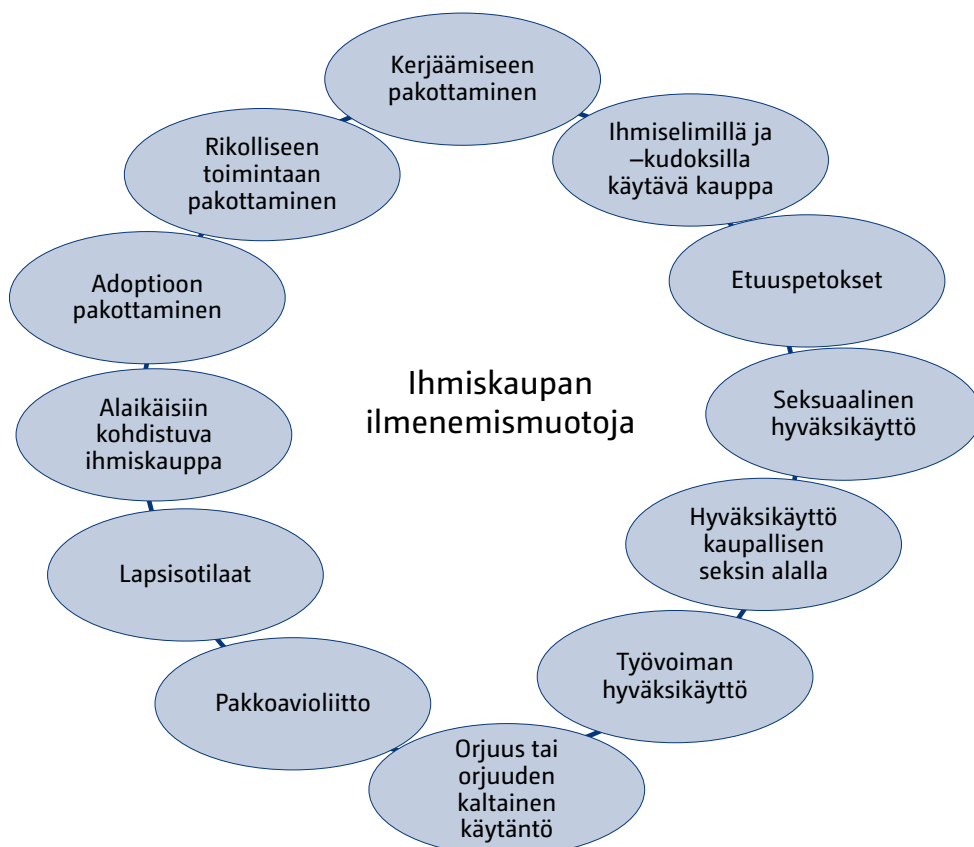 Kerjäämiseen
pakottaminen
Ihmiselimillä ja
–kudoksilla
käytävä kauppa
Etuuspetokset
Seksuaalinen
hyväksikäyttö
Hyväksikäyttö
kaupallisen
seksin alalla
Työvoiman
hyväksikäyttö
Orjuus tai
orjuuden
kaltainen
käytäntö
Pakkoavioliitto
Lapsisotilaat
Alaikäisiin
kohdistuva
ihmiskauppa
Adoptioon
pakottaminen
Rikolliseen
toimintaan
pakottaminen
Ihmiskaupan
ilmenemismuotoja